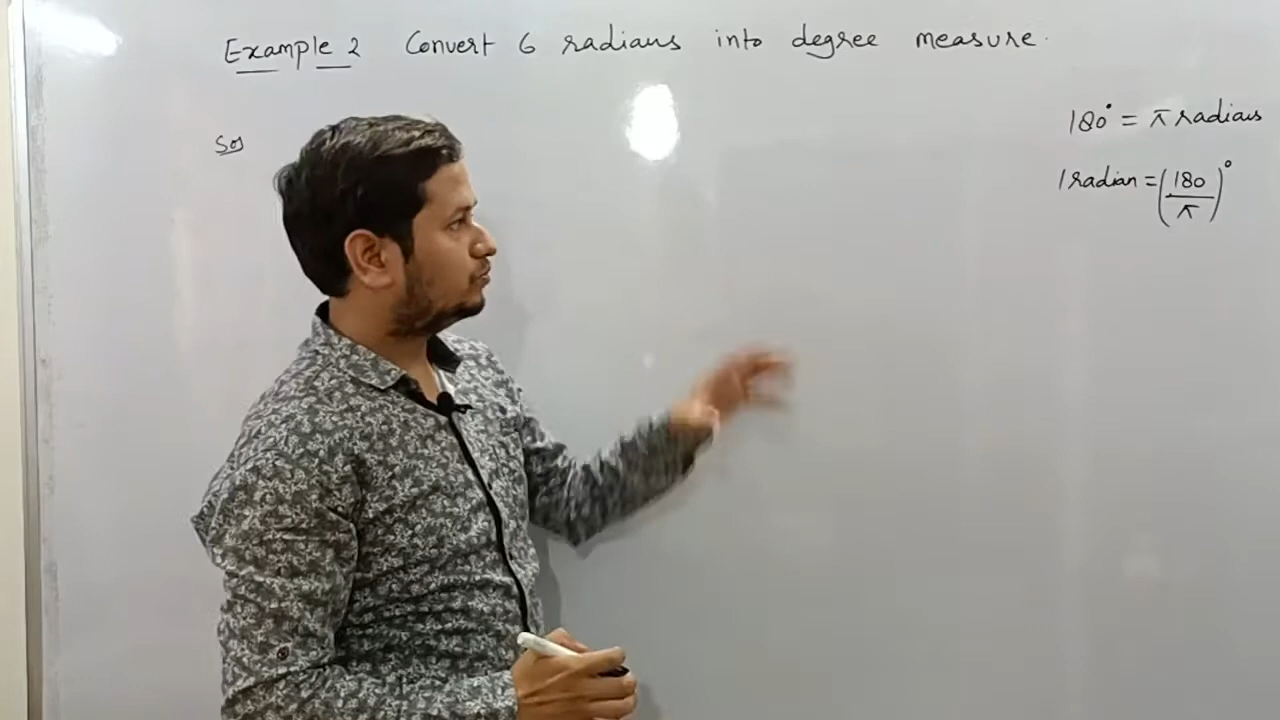 Example 2 Convert 6 radians into degree measure.
Sol
180° = π radians
1 radian = (180/π)°